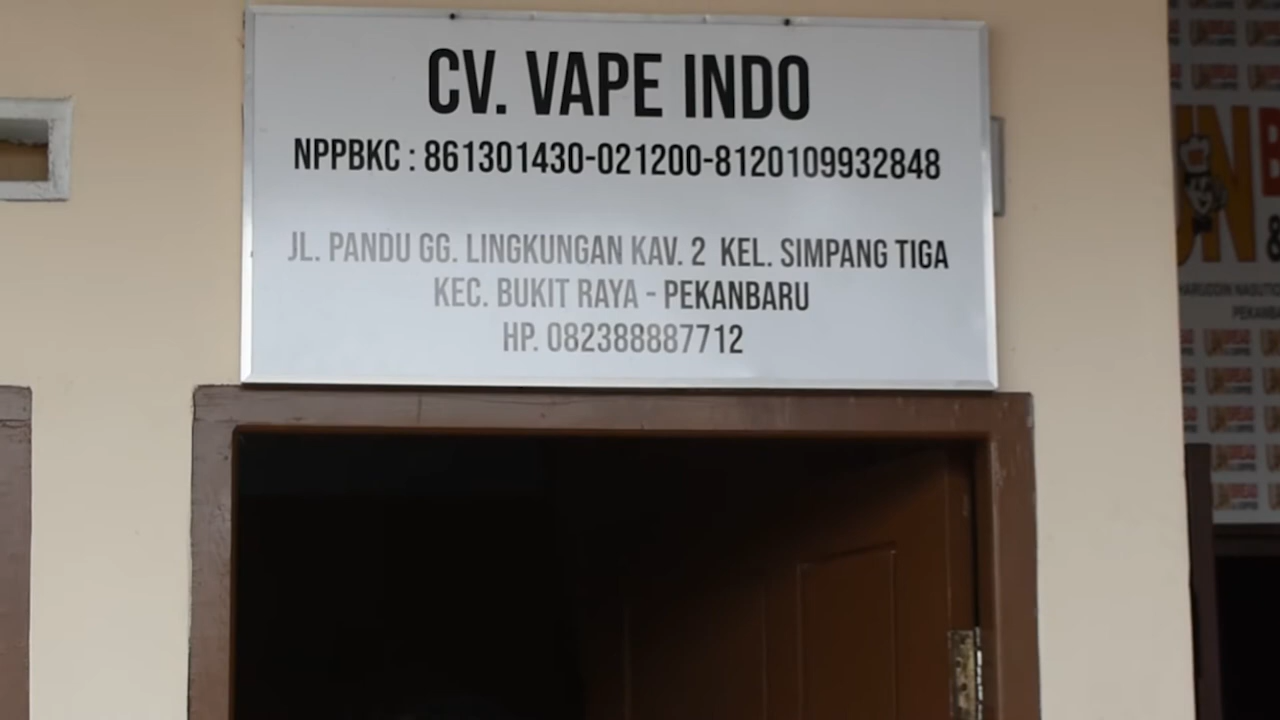 CV. VAPE INDO
NPPBKC : 861301430-021200-8120109932848
JL. PANDU GG. LINGKUNGAN KAV. 2 KEL. SIMPANG TIGA
KEC. BUKIT RAYA - PEKANBARU
HP. 082388887712